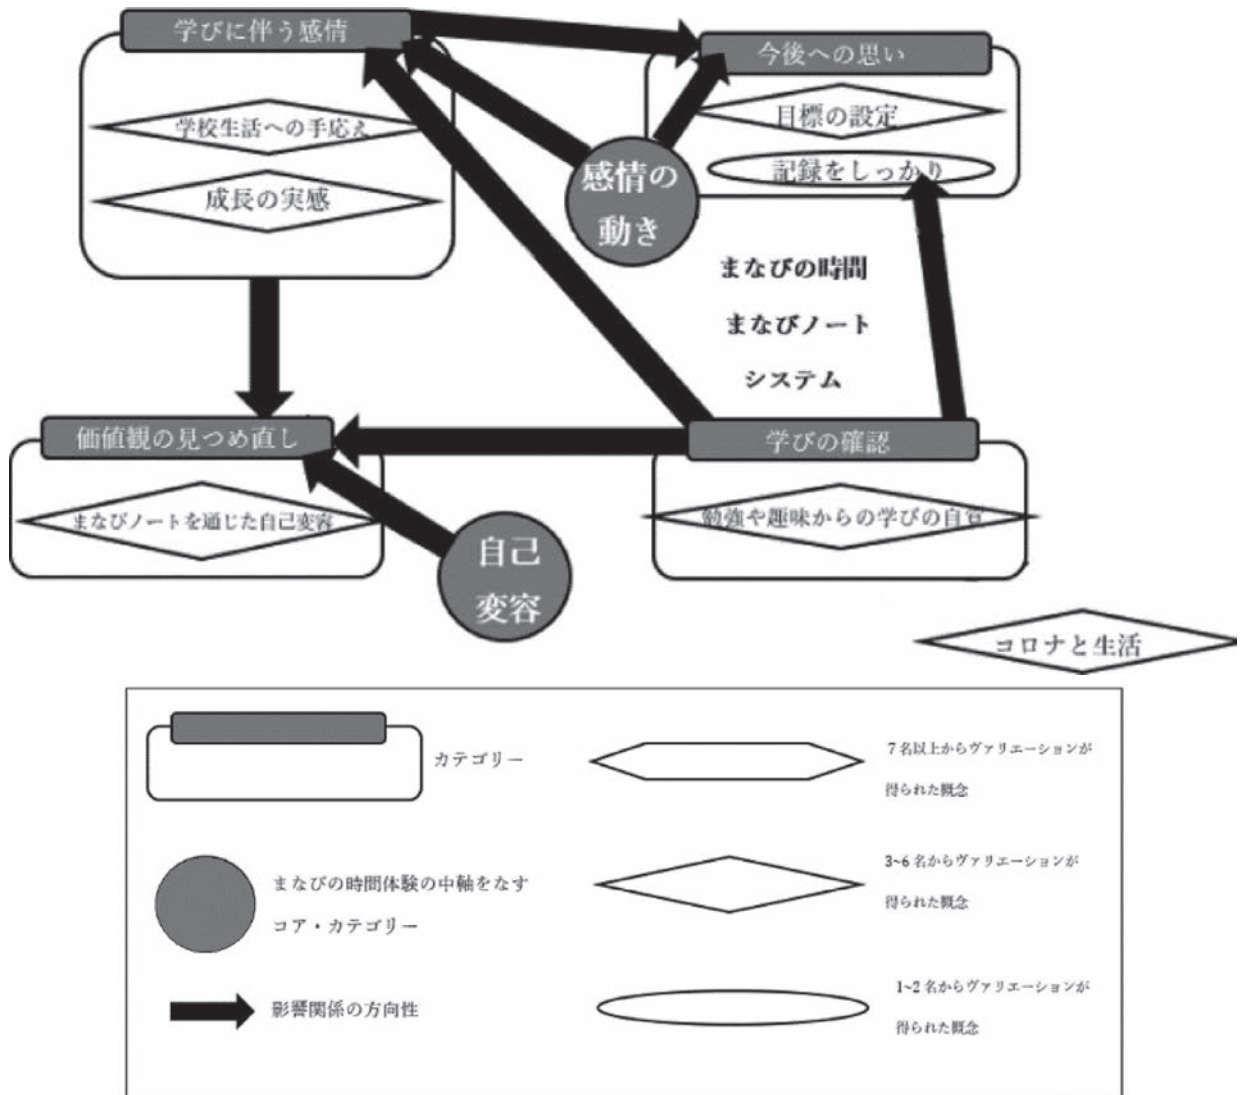 学びに伴う感情
今後への思い
学校生活への手応え
成長の実感
目標の設定
記録をしっかり
感情の
動き
まなびの時間
まなびノート
システム
価値観の見つめ直し
学びの確認
まなびノートを通じた自己変容
勉強や趣味からの学びの自覚
自己
変容
コロナと生活
カテゴリー
7名以上からヴァリエーションが
得られた概念
まなびの時間体験の中軸をなす
コア・カテゴリー
3~6名からヴァリエーションが
得られた概念
影響関係の方向性
1~2名からヴァリエーションが
得られた概念